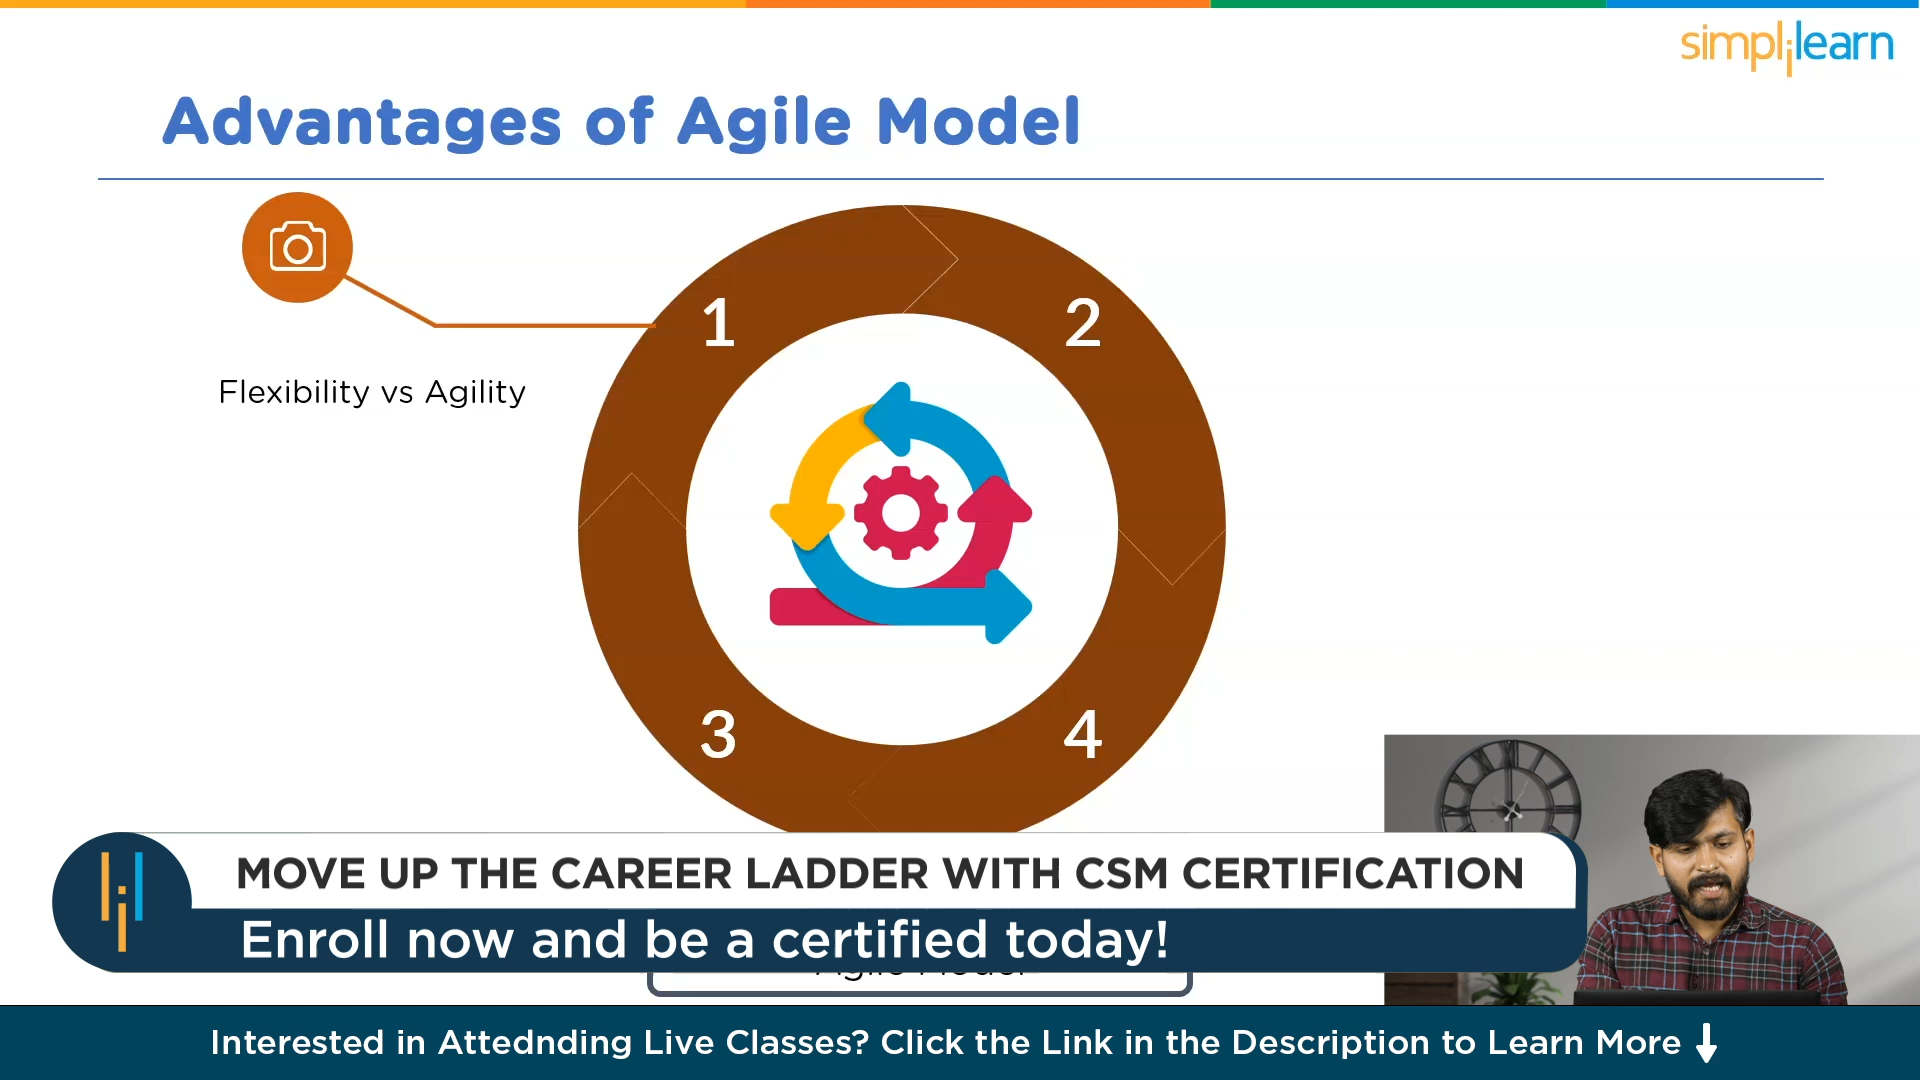 simplilearn
Advantages of Agile Model
1
2
Flexibility vs Agility
3
4
MOVE UP THE CAREER LADDER WITH CSM CERTIFICATION
Enroll now and be a certified today!
Agile Model
Interested in Attednding Live Classes? Click the Link in the Description to Learn More